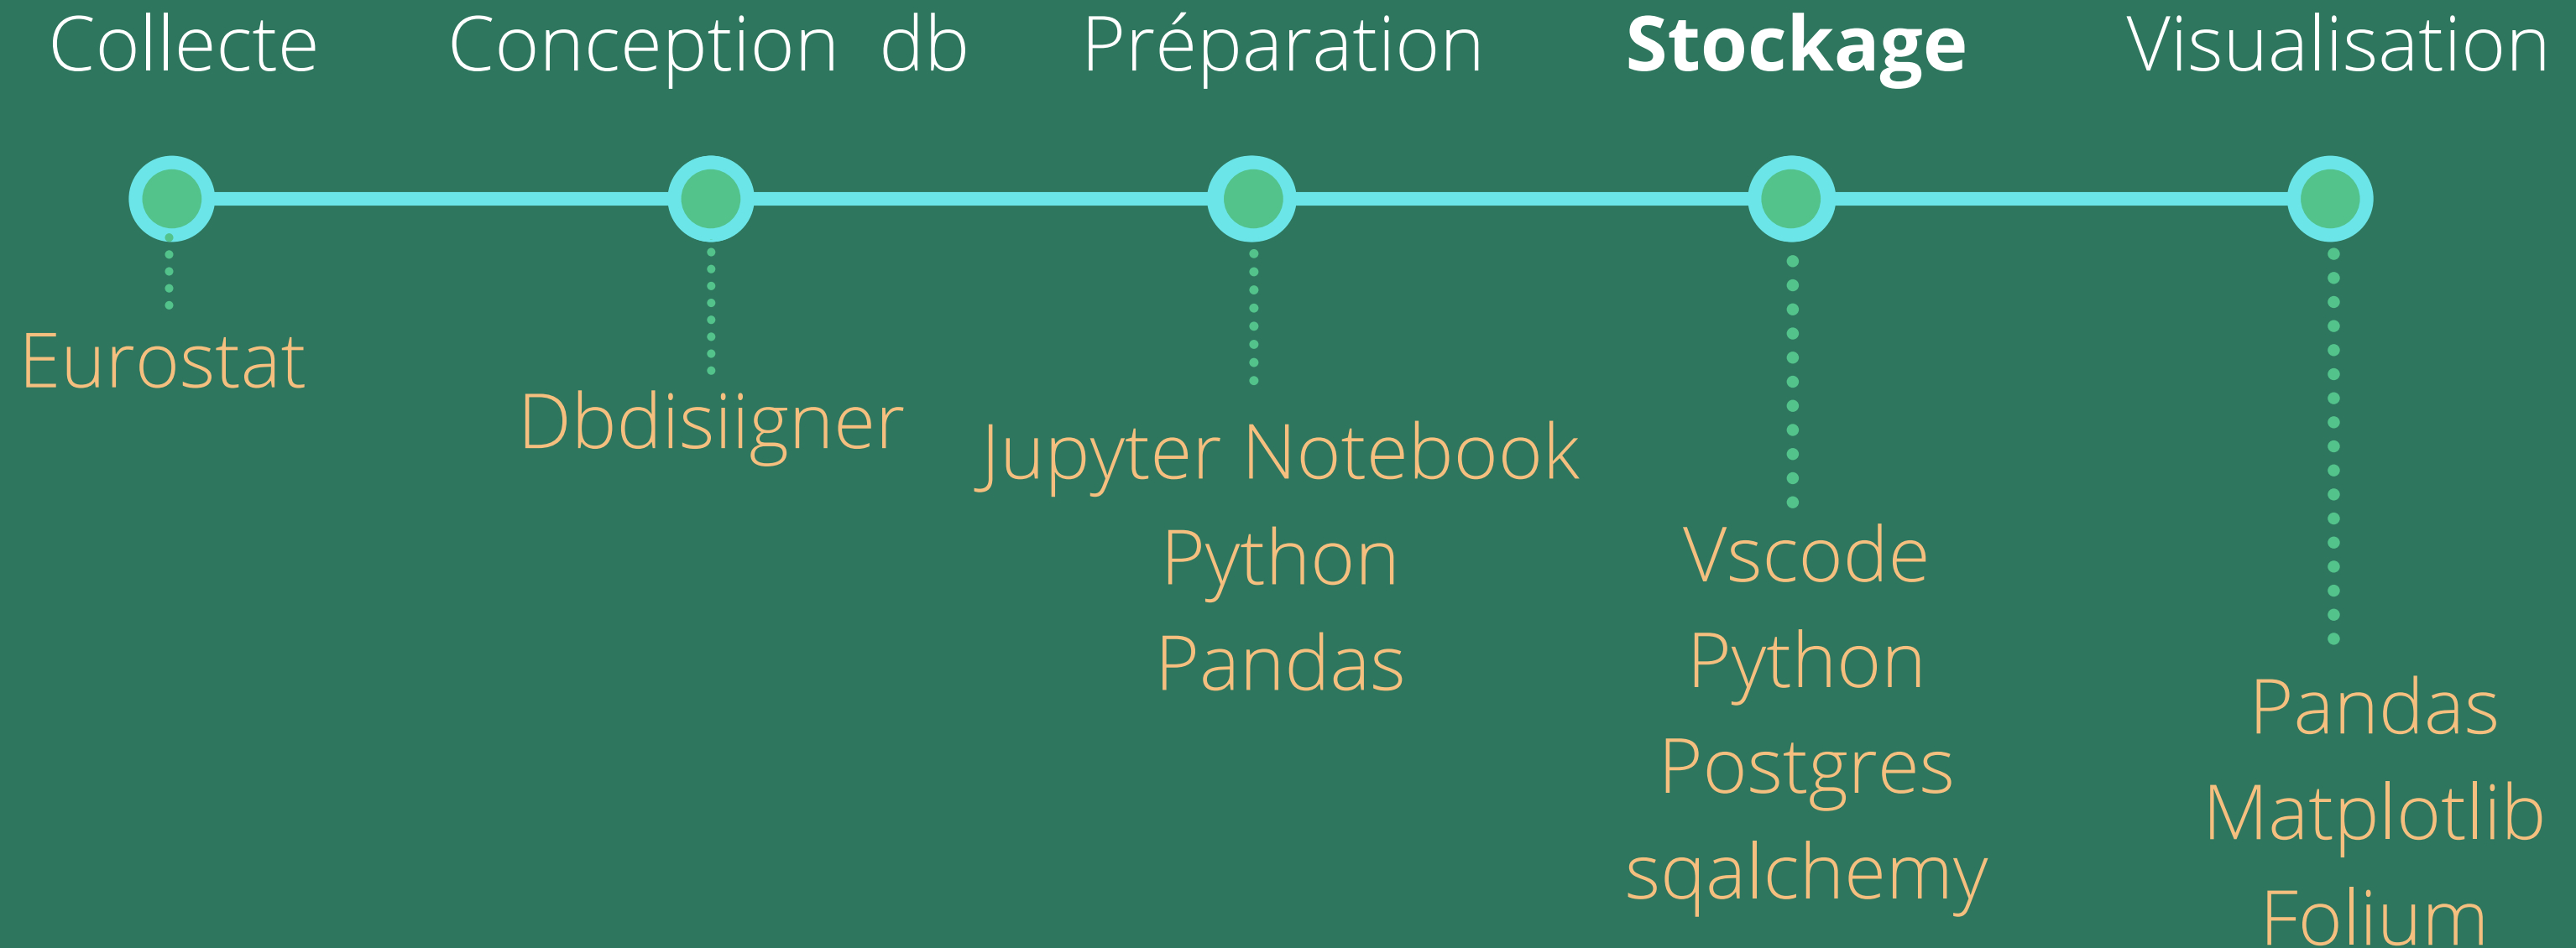 Collecte
Conception db
Préparation
Stockage
Visualisation
Eurostat
Dbdisiigner
Jupyter Notebook
Python
Pandas
Vscode
Python
Postgres
sqalchemy
Pandas
Matplotlib
Folium